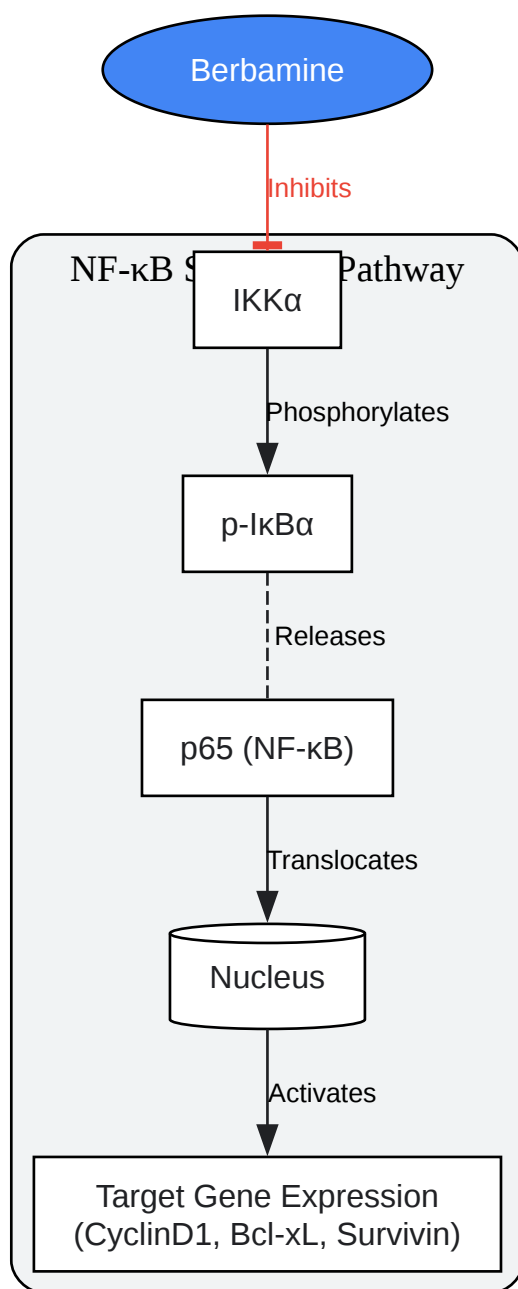 Berbamine
Inhibits
NF-κB S Pathway
IKKα
Phosphorylates
p-IκBα
Releases
p65 (NF-κB)
Translocates
Nucleus
Activates
Target Gene Expression
(CyclinD1, Bcl-xL, Survivin)